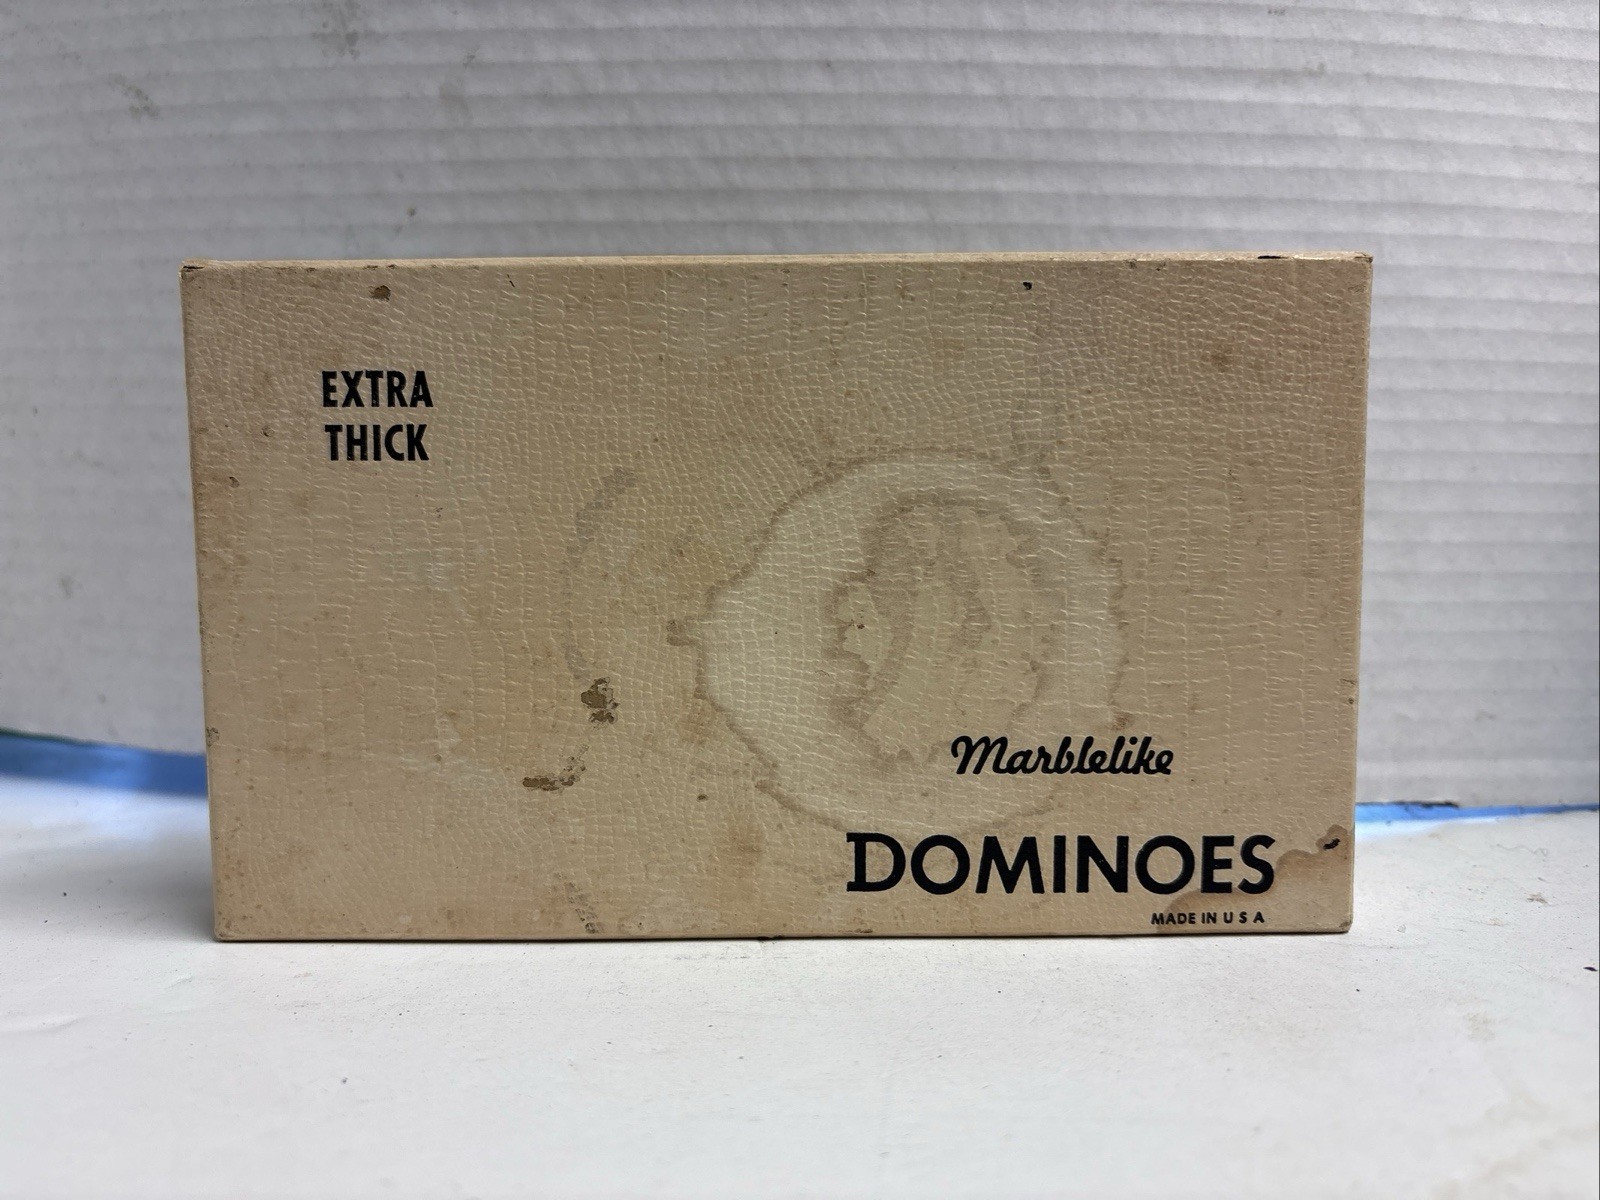 EXTRA
THICK
Marblelike
DOMINOES
MADE IN U S A